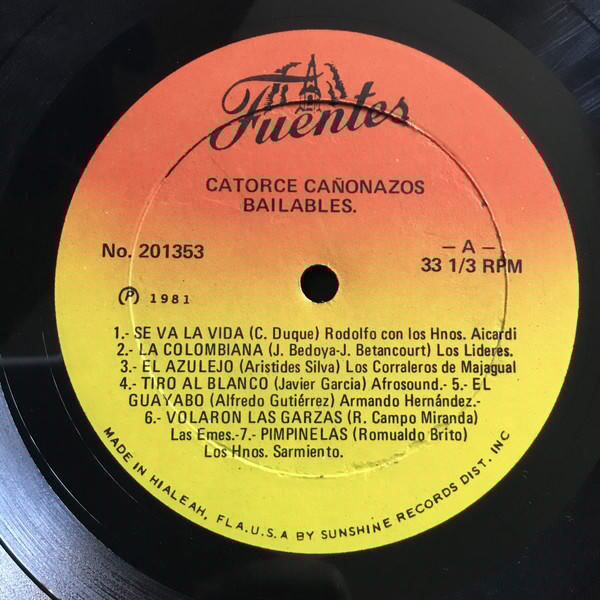 Fuentes
CATORCE CAÑONAZOS
BAILABLES.
No. 201353
— A —
33 1/3 RPM
Ⓟ 1981
1.- SE VA LA VIDA (C. Duque) Rodolfo con los Hnos. Aicardi
2.- LA COLOMBIANA (J. Bedoya-J. Betancourt) Los Lideres.
3.- EL AZULEJO (Aristides Silva) Los Corraleros de Majagual
4.- TIRO AL BLANCO (Javier Garcia) Afrosound.- 5.- EL
GUAYABO (Alfredo Gutiérrez) Armando Hernández.-
6.- VOLARON LAS GARZAS (R. Campo Miranda)
Las Emes.-7.- PIMPINELAS (Romualdo Brito)
Los Hnos. Sarmiento.
MADE IN HIALEAH, FLA.U.S.A BY SUNSHINE RECORDS DIST. INC